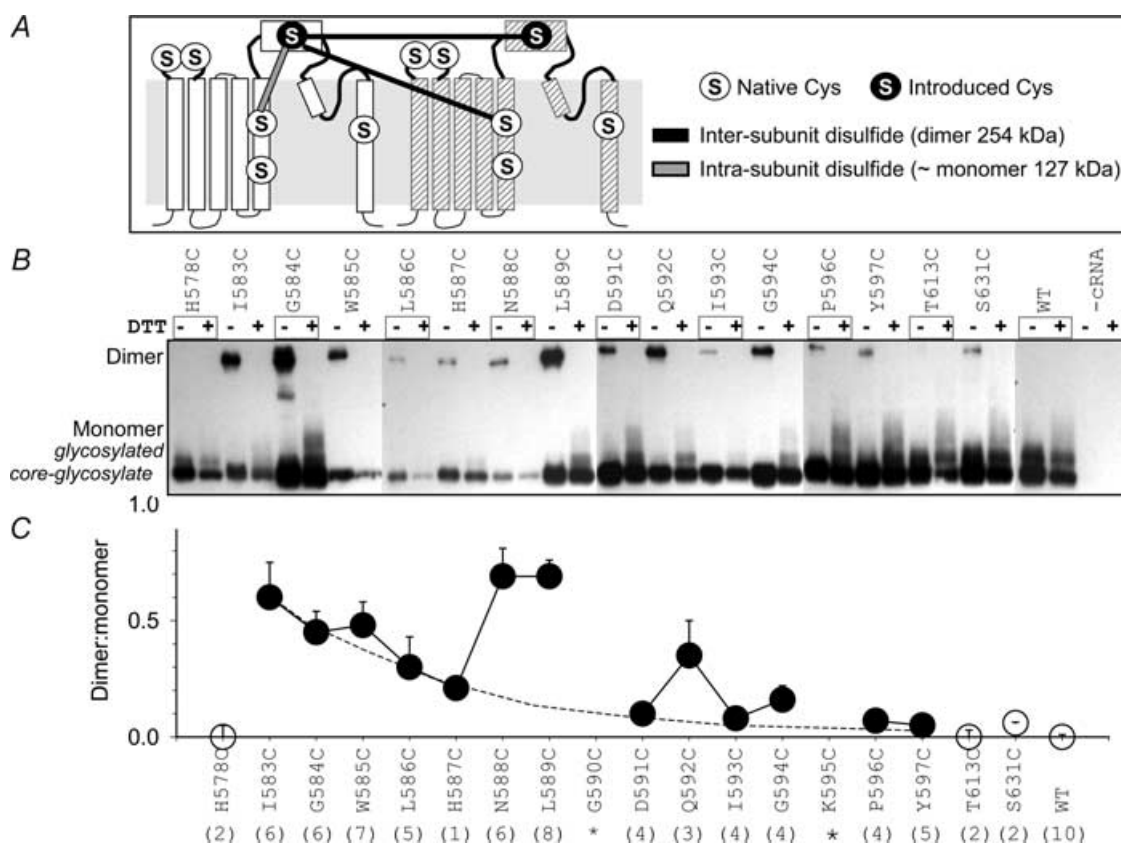 A
S S S S S S S S S S S S
S Native Cys S Introduced Cys
Inter-subunit disulfide (dimer 254 kDa)
Intra-subunit disulfide (~ monomer 127 kDa)
B
H578C I583C G584C W585C L586C H587C N588C L589C D591C Q592C I593C G594C P596C Y597C T613C S631C WT -cRNA
DTT - + - + - + - + - + - + - + - + - + - + - + - + - + - + - + - + - + - +
Dimer
Monomer
glycosylated
core-glycosylate
C
1.0
0.5
0.0
Dimer:monomer
H578C I583C G584C W585C L586C H587C N588C L589C G590C D591C Q592C I593C G594C K595C P596C Y597C T613C S631C WT
(2) (6) (6) (7) (5) (1) (6) (8) * (4) (3) (4) (4) * (4) (5) (2) (2) (10)